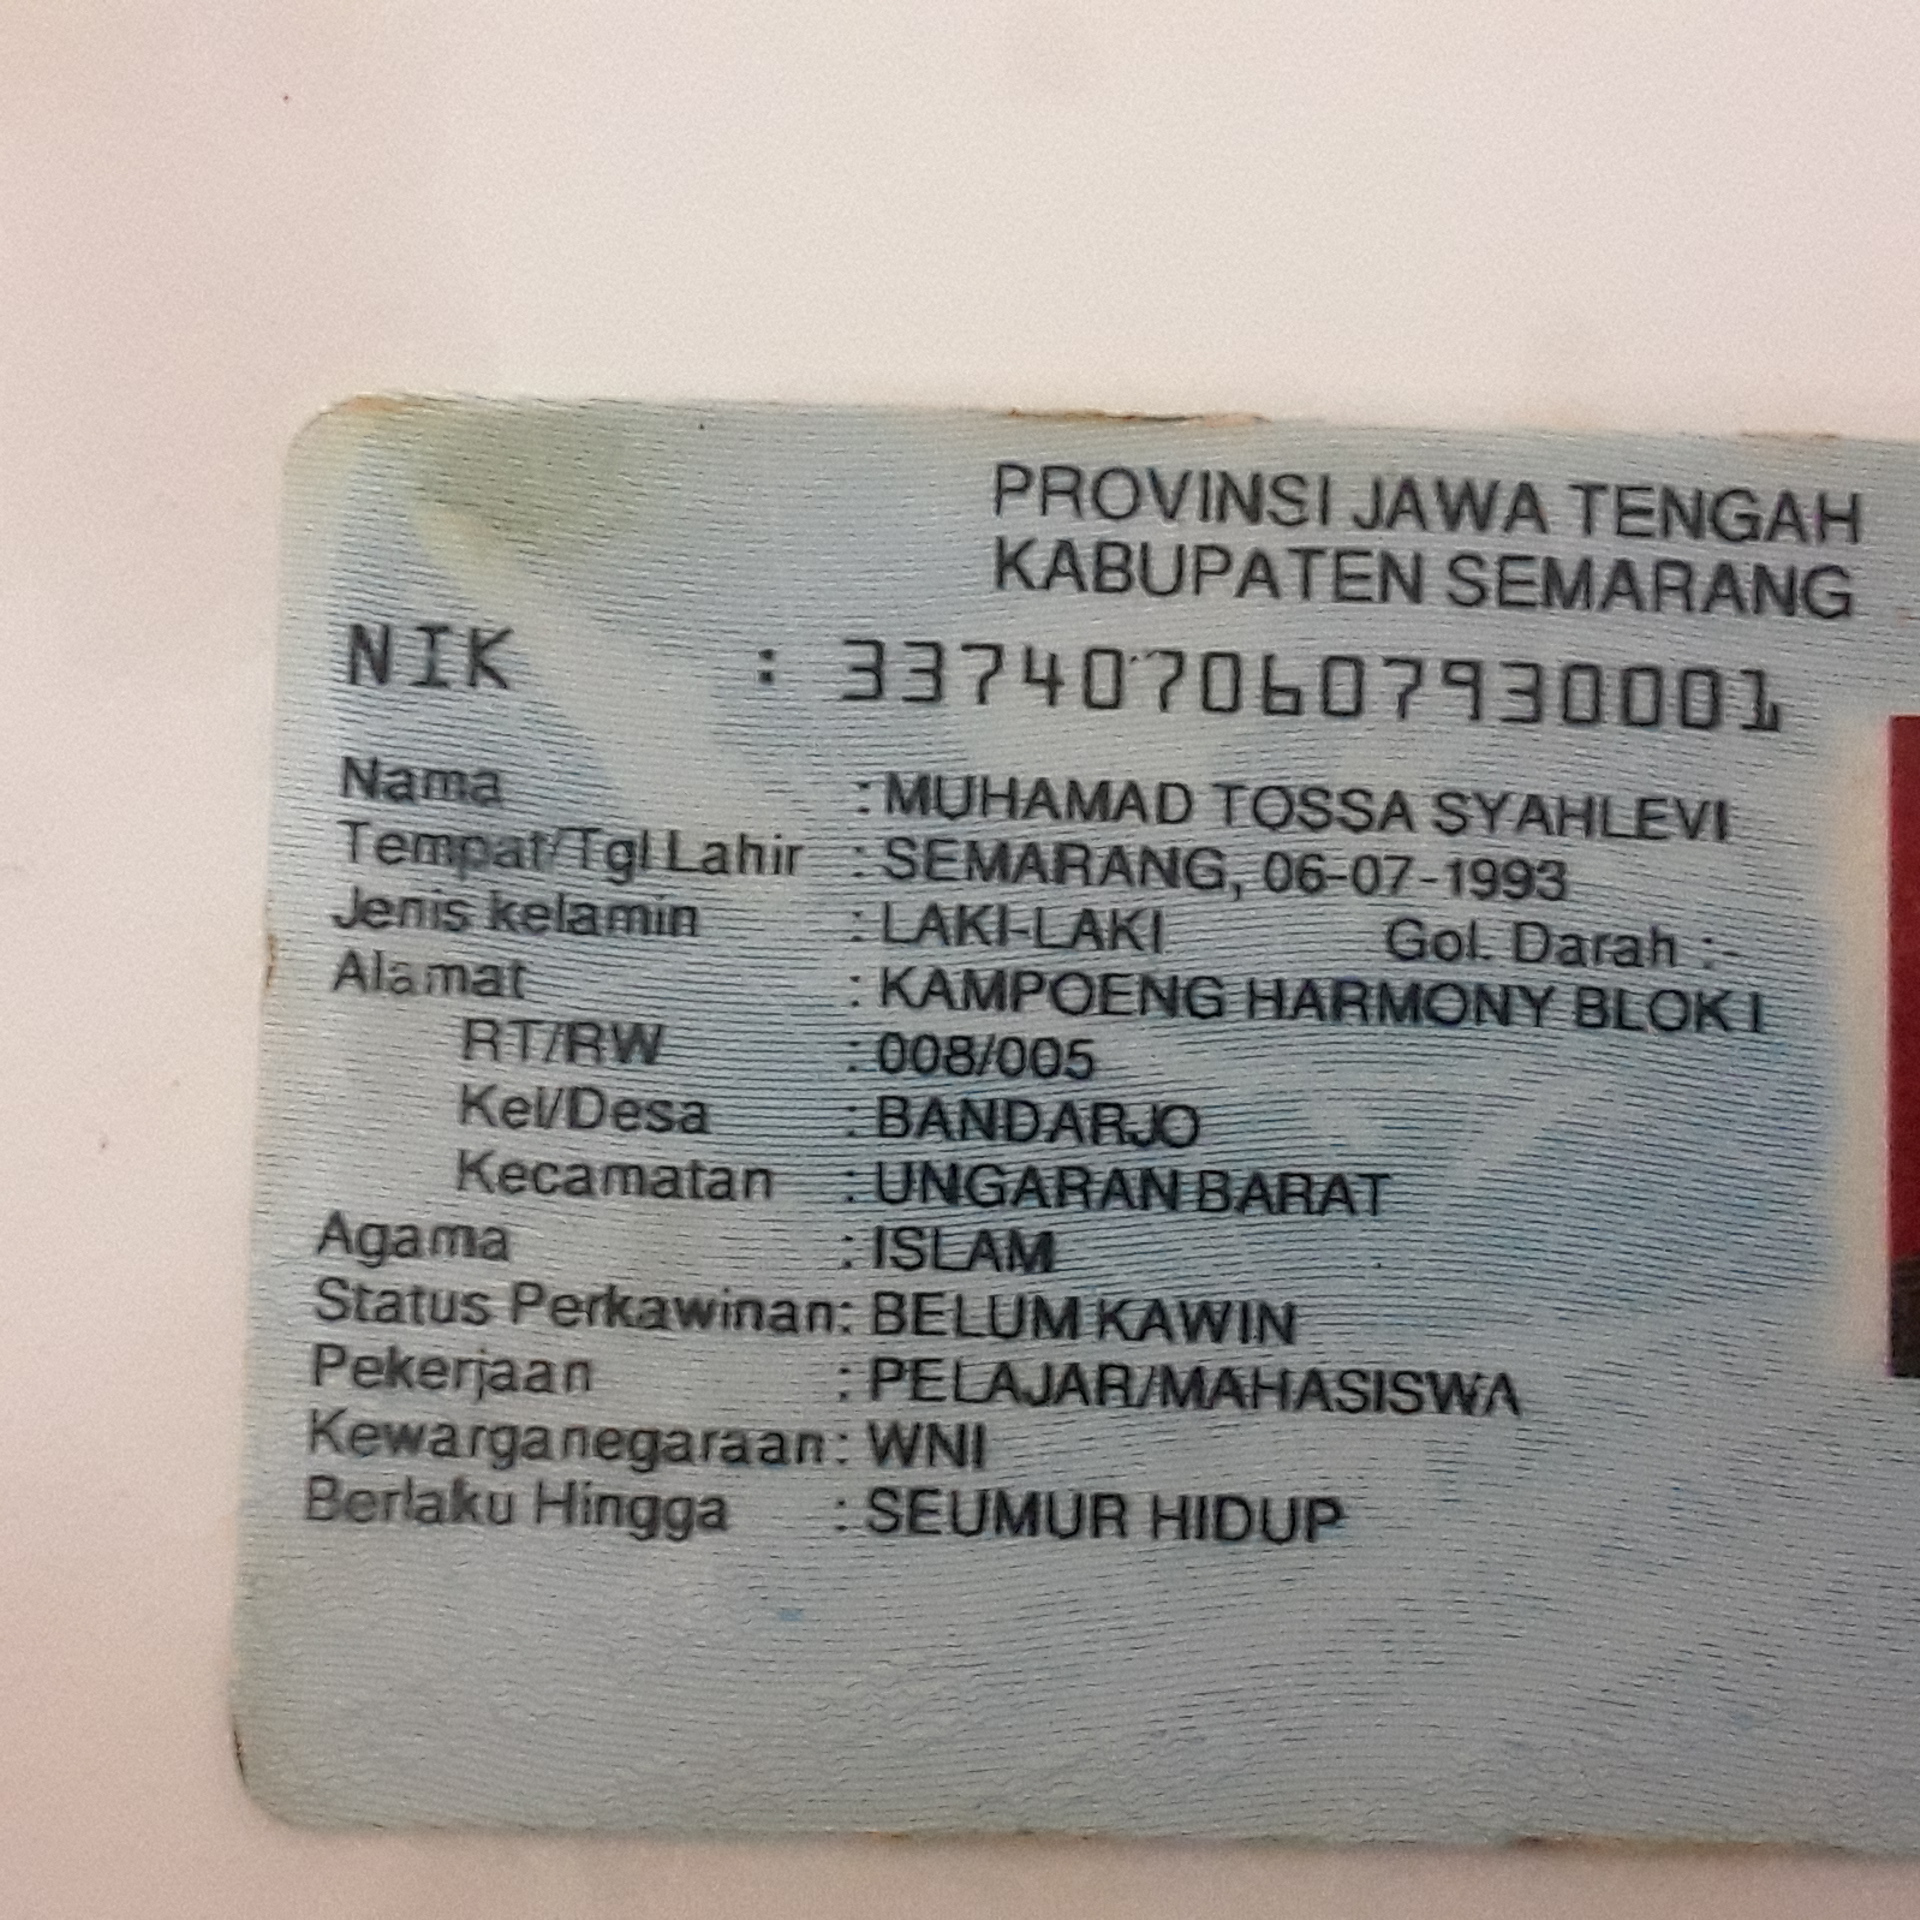 PROVINSI JAWA TENGAH
KABUPATEN SEMARANG
NIK : 3374070607930001
Nama : MUHAMAD TOSSA SYAHLEVI
Tempat/Tgl Lahir : SEMARANG, 06-07-1993
Jenis kelamin : LAKI-LAKI Gol. Darah :-
Alamat : KAMPOENG HARMONY BLOK I
RT/RW : 008/005
Kel/Desa : BANDARJO
Kecamatan : UNGARAN BARAT
Agama : ISLAM
Status Perkawinan: BELUM KAWIN
Pekerjaan : PELAJAR/MAHASISWA
Kewarganegaraan: WNI
Berlaku Hingga : SEUMUR HIDUP